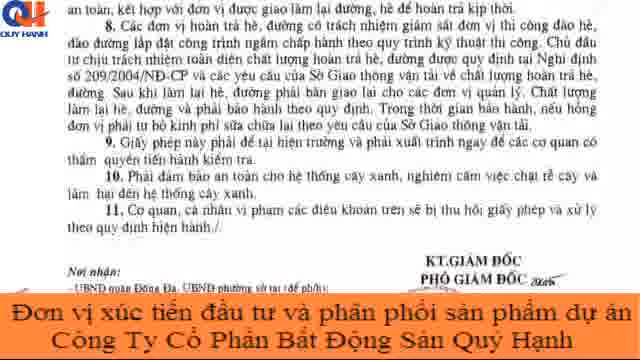 QH
QUÝ HẠNH
an toàn, kết hợp với đơn vị được giao làm lại đường, hè để hoàn trả kịp thời.
8. Các đơn vị hoàn trả hè, đường có trách nhiệm giám sát đơn vị thi công đào hè,
đào đường lắp đặt công trình ngầm chấp hành theo quy trình kỹ thuật thi công. Chủ đầu
tư chịu trách nhiệm toàn diện chất lượng hoàn trả hè, đường được quy định tại Nghị định
số 209/2004/NĐ-CP và các yêu cầu của Sở Giao thông vận tải về chất lượng hoàn trả hè,
đường. Sau khi làm lại hè, đường phải bàn giao lại cho các đơn vị quản lý. Chất lượng
làm lại hè, đường và phải bảo hành theo quy định. Trong thời gian bảo hành, nếu hỏng
đơn vị phải tự bỏ kinh phí sữa chữa lại theo yêu cầu của Sở Giao thông vận tải.
9. Giấy phép này phải để tại hiện trường và phải xuất trình ngay để các cơ quan có
thẩm quyền tiến hành kiểm tra.
10. Phải đảm bảo an toàn cho hệ thống cây xanh, nghiêm cấm việc chặt rễ cây và
làm hại đến hệ thống cây xanh.
11. Cơ quan, cá nhân vi phạm các điều khoản trên sẽ bị thu hồi giấy phép và xử lý
theo quy định hiện hành./.
KT.GIÁM ĐỐC
Nơi nhận:
PHÓ GIÁM ĐỐC
- UBND quận Đống Đa, UBND phường sở tại (để p/h);
Đơn vị xúc tiến đầu tư và phân phối sản phẩm dự án
Công Ty Cổ Phần Bất Động Sản Quý Hạnh